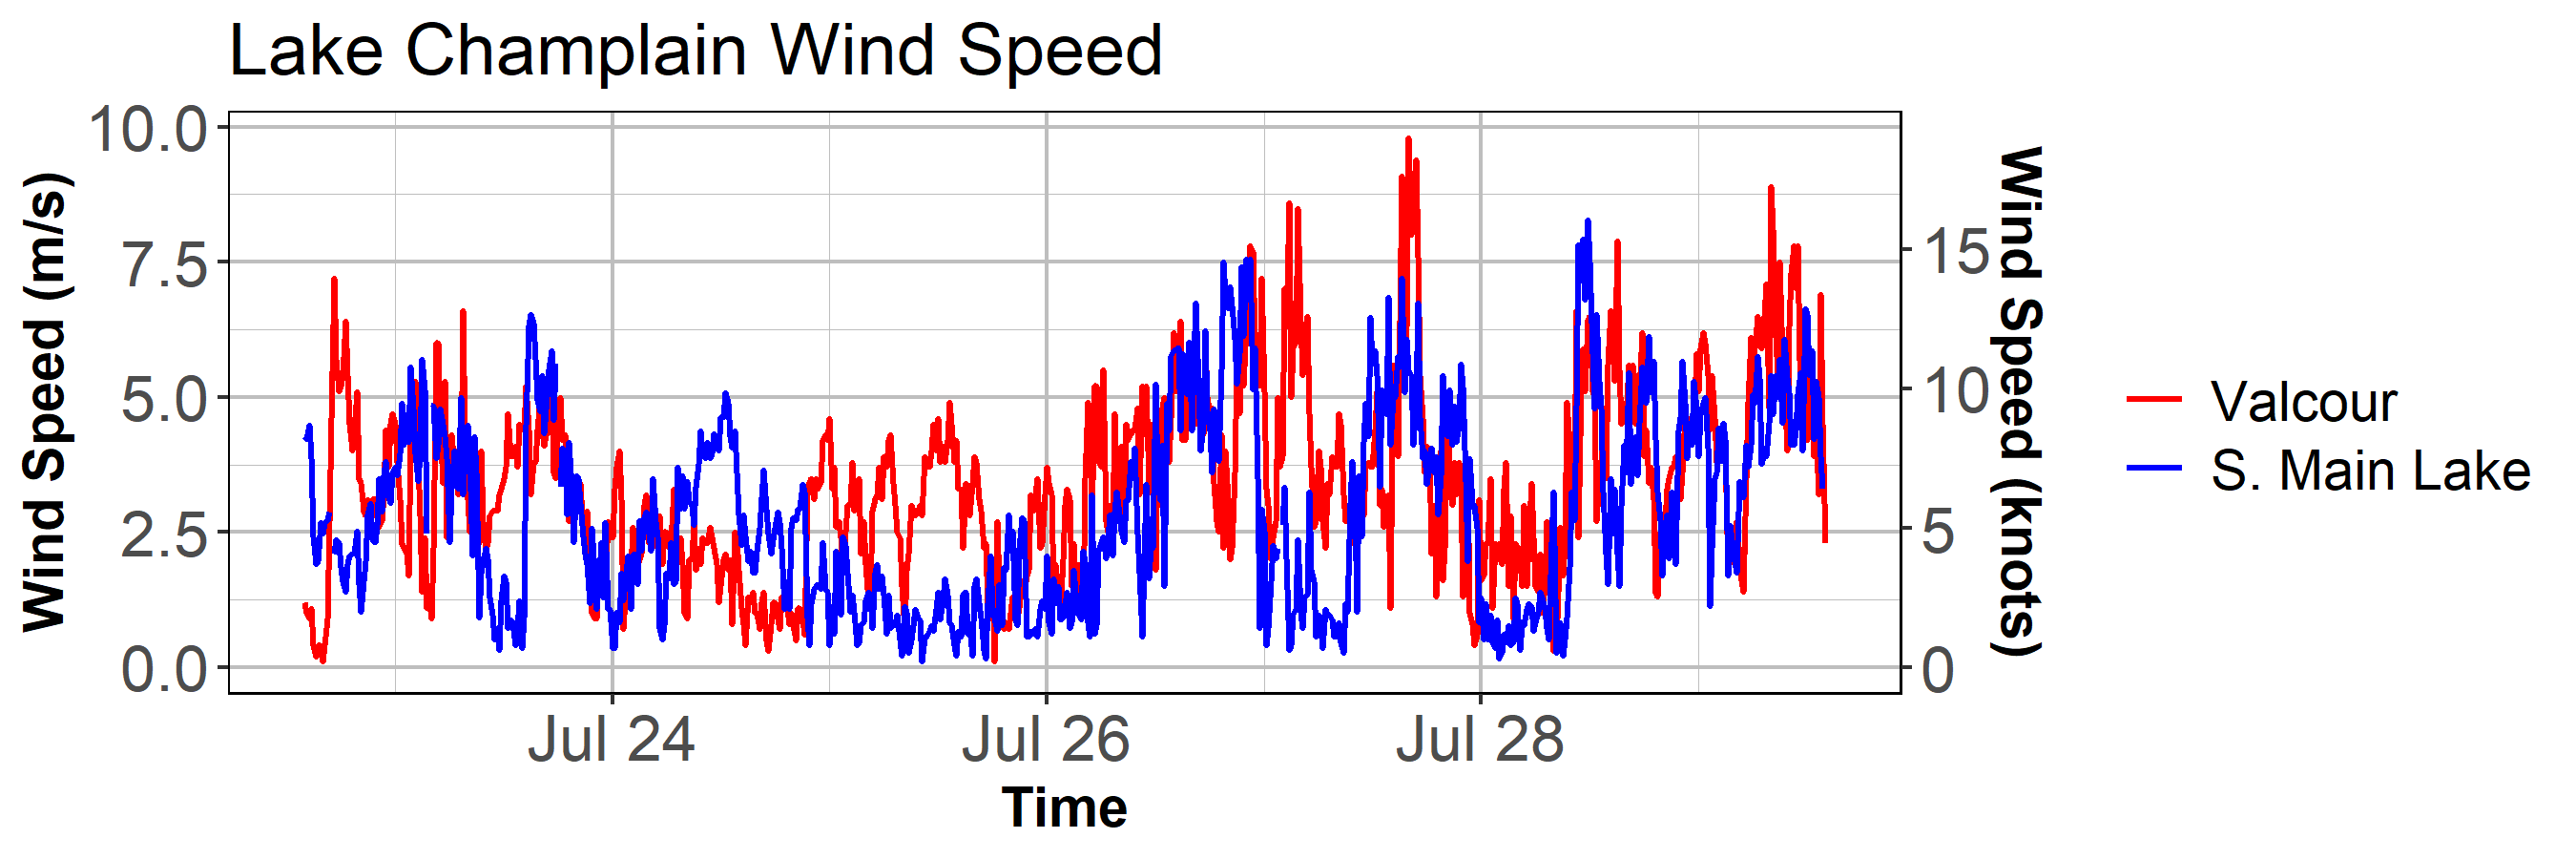 Lake Champlain Wind Speed
Wind Speed (m/s)
10.0
7.5
5.0
2.5
0.0
Jul 24
Jul 26
Jul 28
Time
15
10
5
0
Wind Speed (knots)
Valcour
S. Main Lake